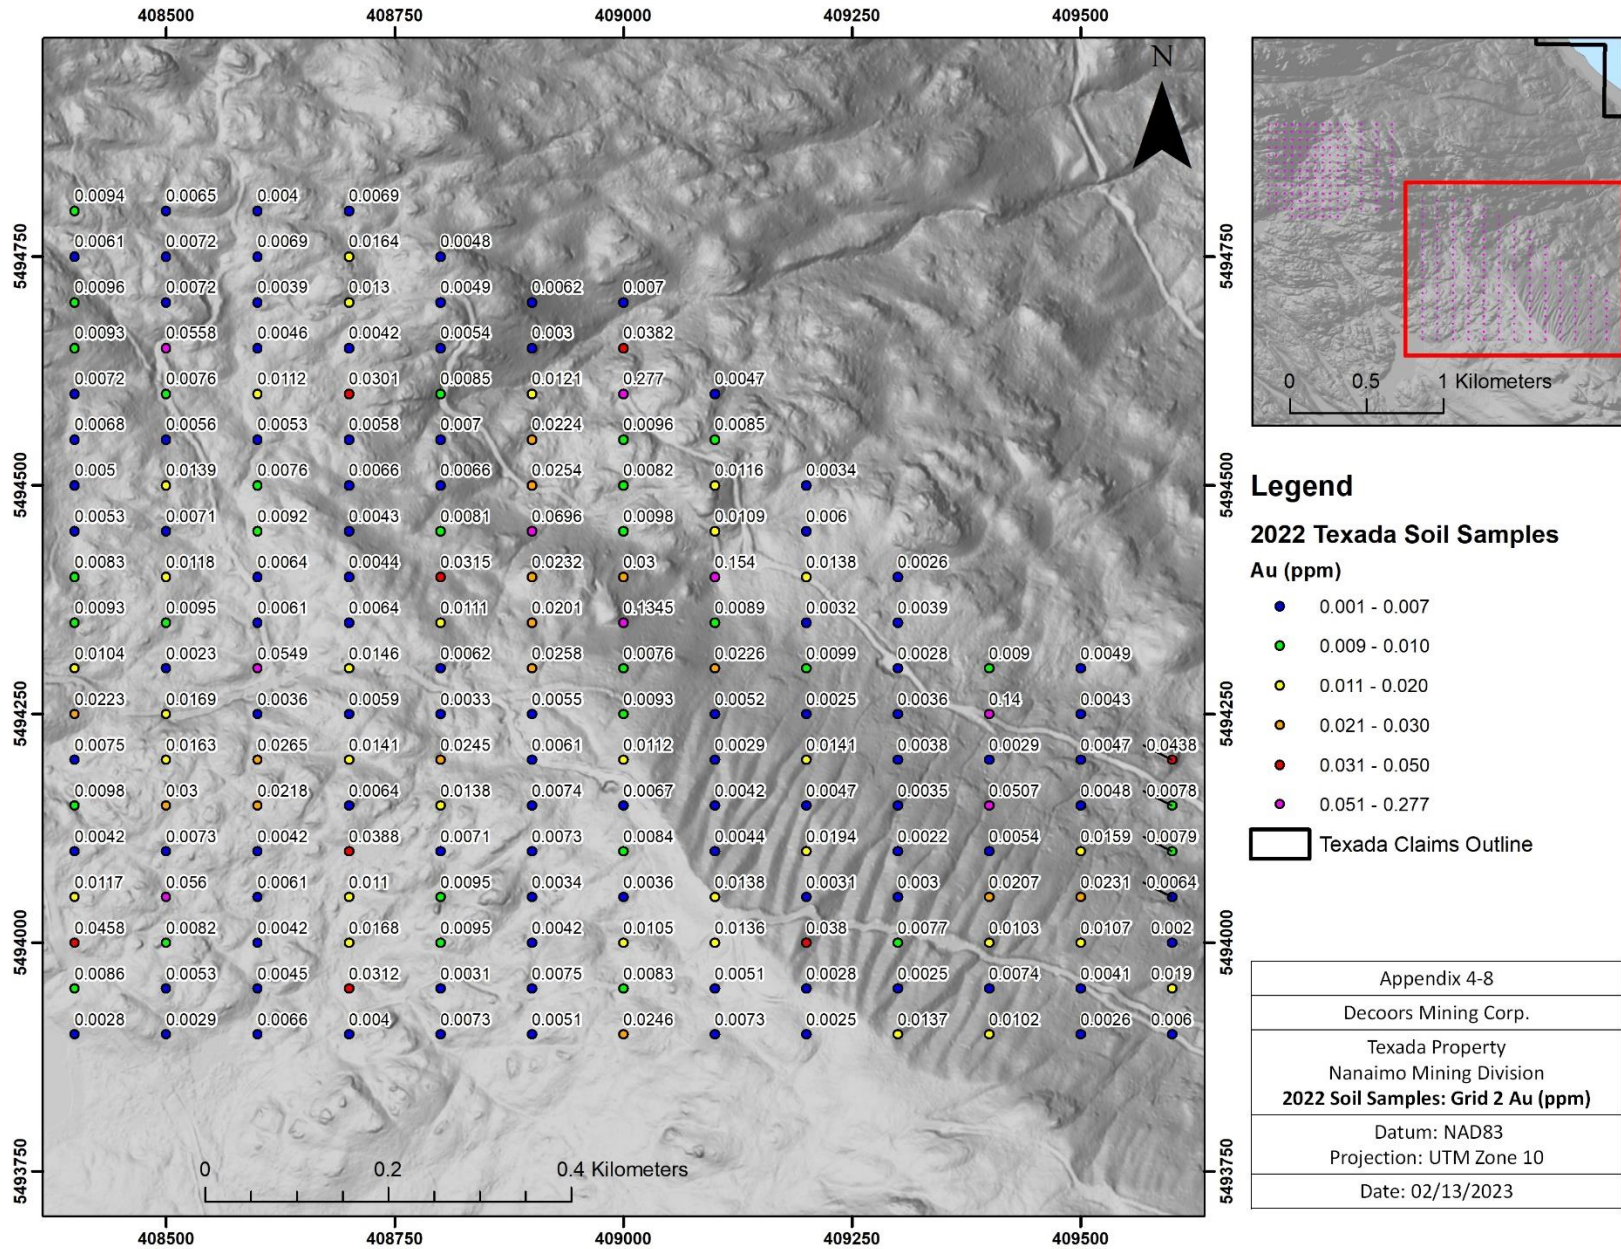 408500 408750 409000 409250 409500
N
0.0094 0.0065 0.004 0.0069
0.0061 0.0072 0.0069 0.0164 0.0048
5494750 5494750
0.0096 0.0072 0.0039 0.013 0.0049 0.0062 0.007
0.0093 0.0558 0.0046 0.0042 0.0054 0.003 0.0382
0.0072 0.0076 0.0112 0.0301 0.0085 0.0121 0.277 0.0047
0.0068 0.0056 0.0053 0.0058 0.007 0.0224 0.0096 0.0085
0.005 0.0139 0.0076 0.0066 0.0066 0.0254 0.0082 0.0116 0.0034
5494500 5494500
0.0053 0.0071 0.0092 0.0043 0.0081 0.0696 0.0098 0.0109 0.006
0.0083 0.0118 0.0064 0.0044 0.0315 0.0232 0.03 0.154 0.0138 0.0026
0.0093 0.0095 0.0061 0.0064 0.0111 0.0201 0.1345 0.0089 0.0032 0.0039
0.0104 0.0023 0.0549 0.0146 0.0062 0.0258 0.0076 0.0226 0.0099 0.0028 0.009 0.0049
0.0223 0.0169 0.0036 0.0059 0.0033 0.0055 0.0093 0.0052 0.0025 0.0036 0.14 0.0043
5494250 5494250
0.0075 0.0163 0.0265 0.0141 0.0245 0.0061 0.0112 0.0029 0.0141 0.0038 0.0029 0.0047 0.0438
0.0098 0.03 0.0218 0.0064 0.0138 0.0074 0.0067 0.0042 0.0047 0.0035 0.0507 0.0048 0.0078
0.0042 0.0073 0.0042 0.0388 0.0071 0.0073 0.0084 0.0044 0.0194 0.0022 0.0054 0.0159 0.0079
0.0117 0.056 0.0061 0.011 0.0095 0.0034 0.0036 0.0138 0.0031 0.003 0.0207 0.0231 0.0064
0.0458 0.0082 0.0042 0.0168 0.0095 0.0042 0.0105 0.0136 0.038 0.0077 0.0103 0.0107 0.002
5494000 5494000
0.0086 0.0053 0.0045 0.0312 0.0031 0.0075 0.0083 0.0051 0.0028 0.0025 0.0074 0.0041 0.019
0.0028 0.0029 0.0066 0.004 0.0073 0.0051 0.0246 0.0073 0.0025 0.0137 0.0102 0.0026 0.006
5493750 5493750
0 0.2 0.4 Kilometers
408500 408750 409000 409250 409500
0 0.5 1 Kilometers
Legend
2022 Texada Soil Samples
Au (ppm)
0.001 - 0.007
0.009 - 0.010
0.011 - 0.020
0.021 - 0.030
0.031 - 0.050
0.051 - 0.277
Texada Claims Outline
Appendix 4-8
Decoors Mining Corp.
Texada Property
Nanaimo Mining Division
2022 Soil Samples: Grid 2 Au (ppm)
Datum: NAD83
Projection: UTM Zone 10
Date: 02/13/2023